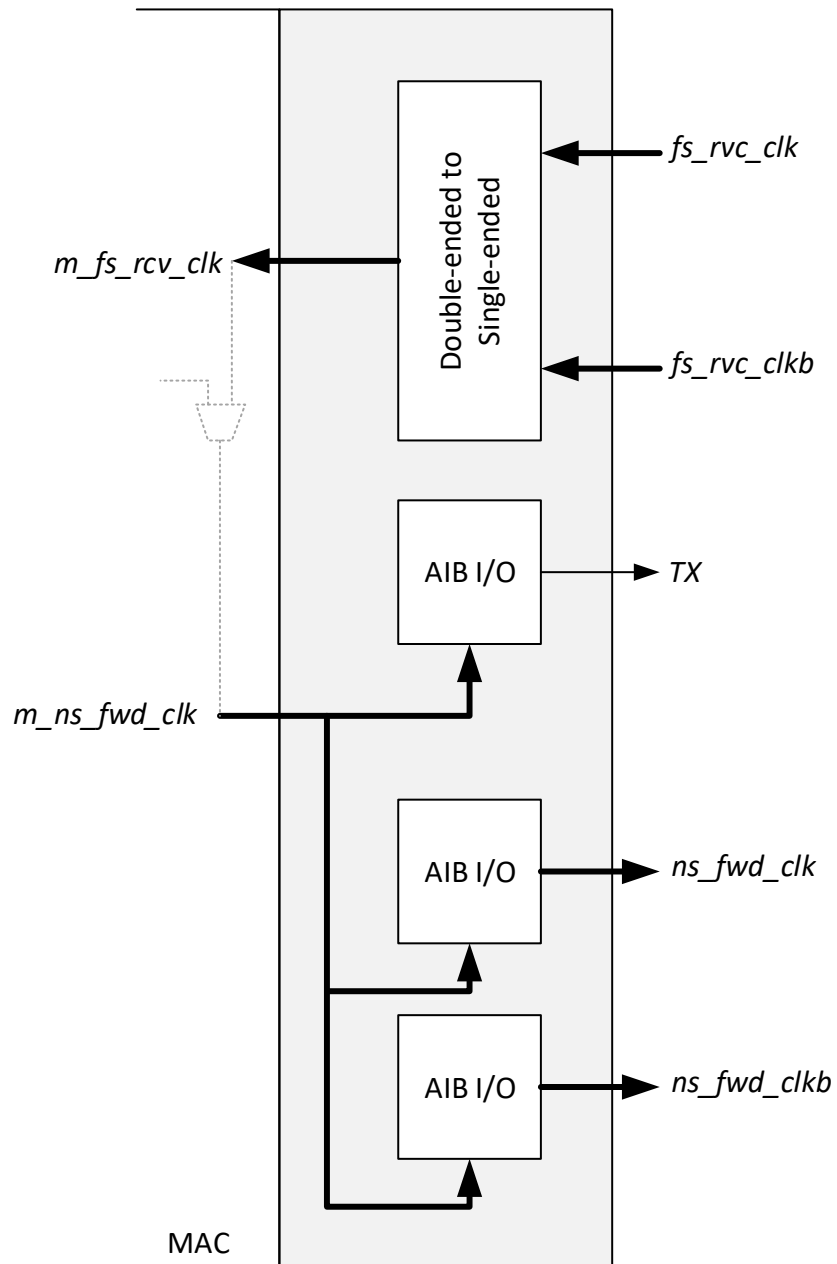 fs_rvc_clk
m_fs_rcv_clk
Double-ended to
Single-ended
fs_rvc_clkb
AIB I/O
TX
m_ns_fwd_clk
AIB I/O
ns_fwd_clk
AIB I/O
ns_fwd_clkb
MAC